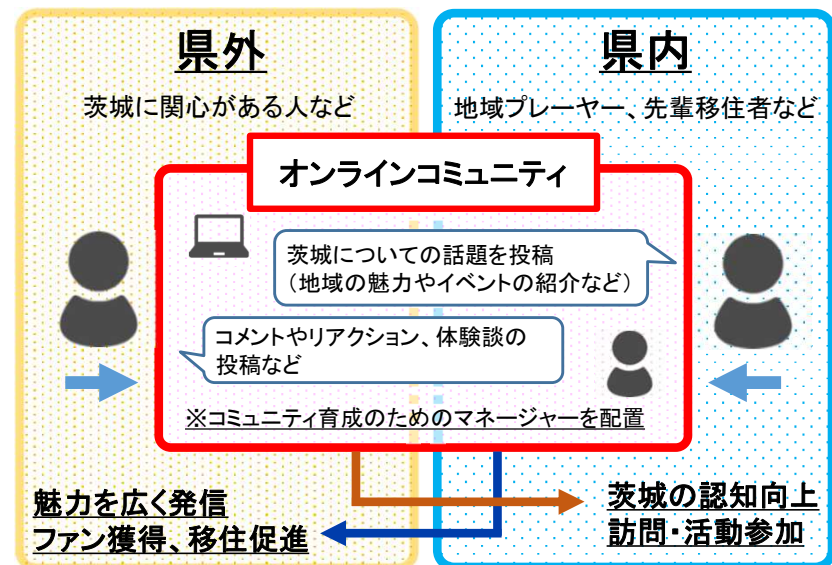 県外
茨城に関心がある人など
県内
地域プレーヤー、先輩移住者など
オンラインコミュニティ
茨城についての話題を投稿
（地域の魅力やイベントの紹介など）
コメントやリアクション、体験談の
投稿など
※コミュニティ育成のためのマネージャーを配置
魅力を広く発信
ファン獲得、移住促進
茨城の認知向上
訪問・活動参加